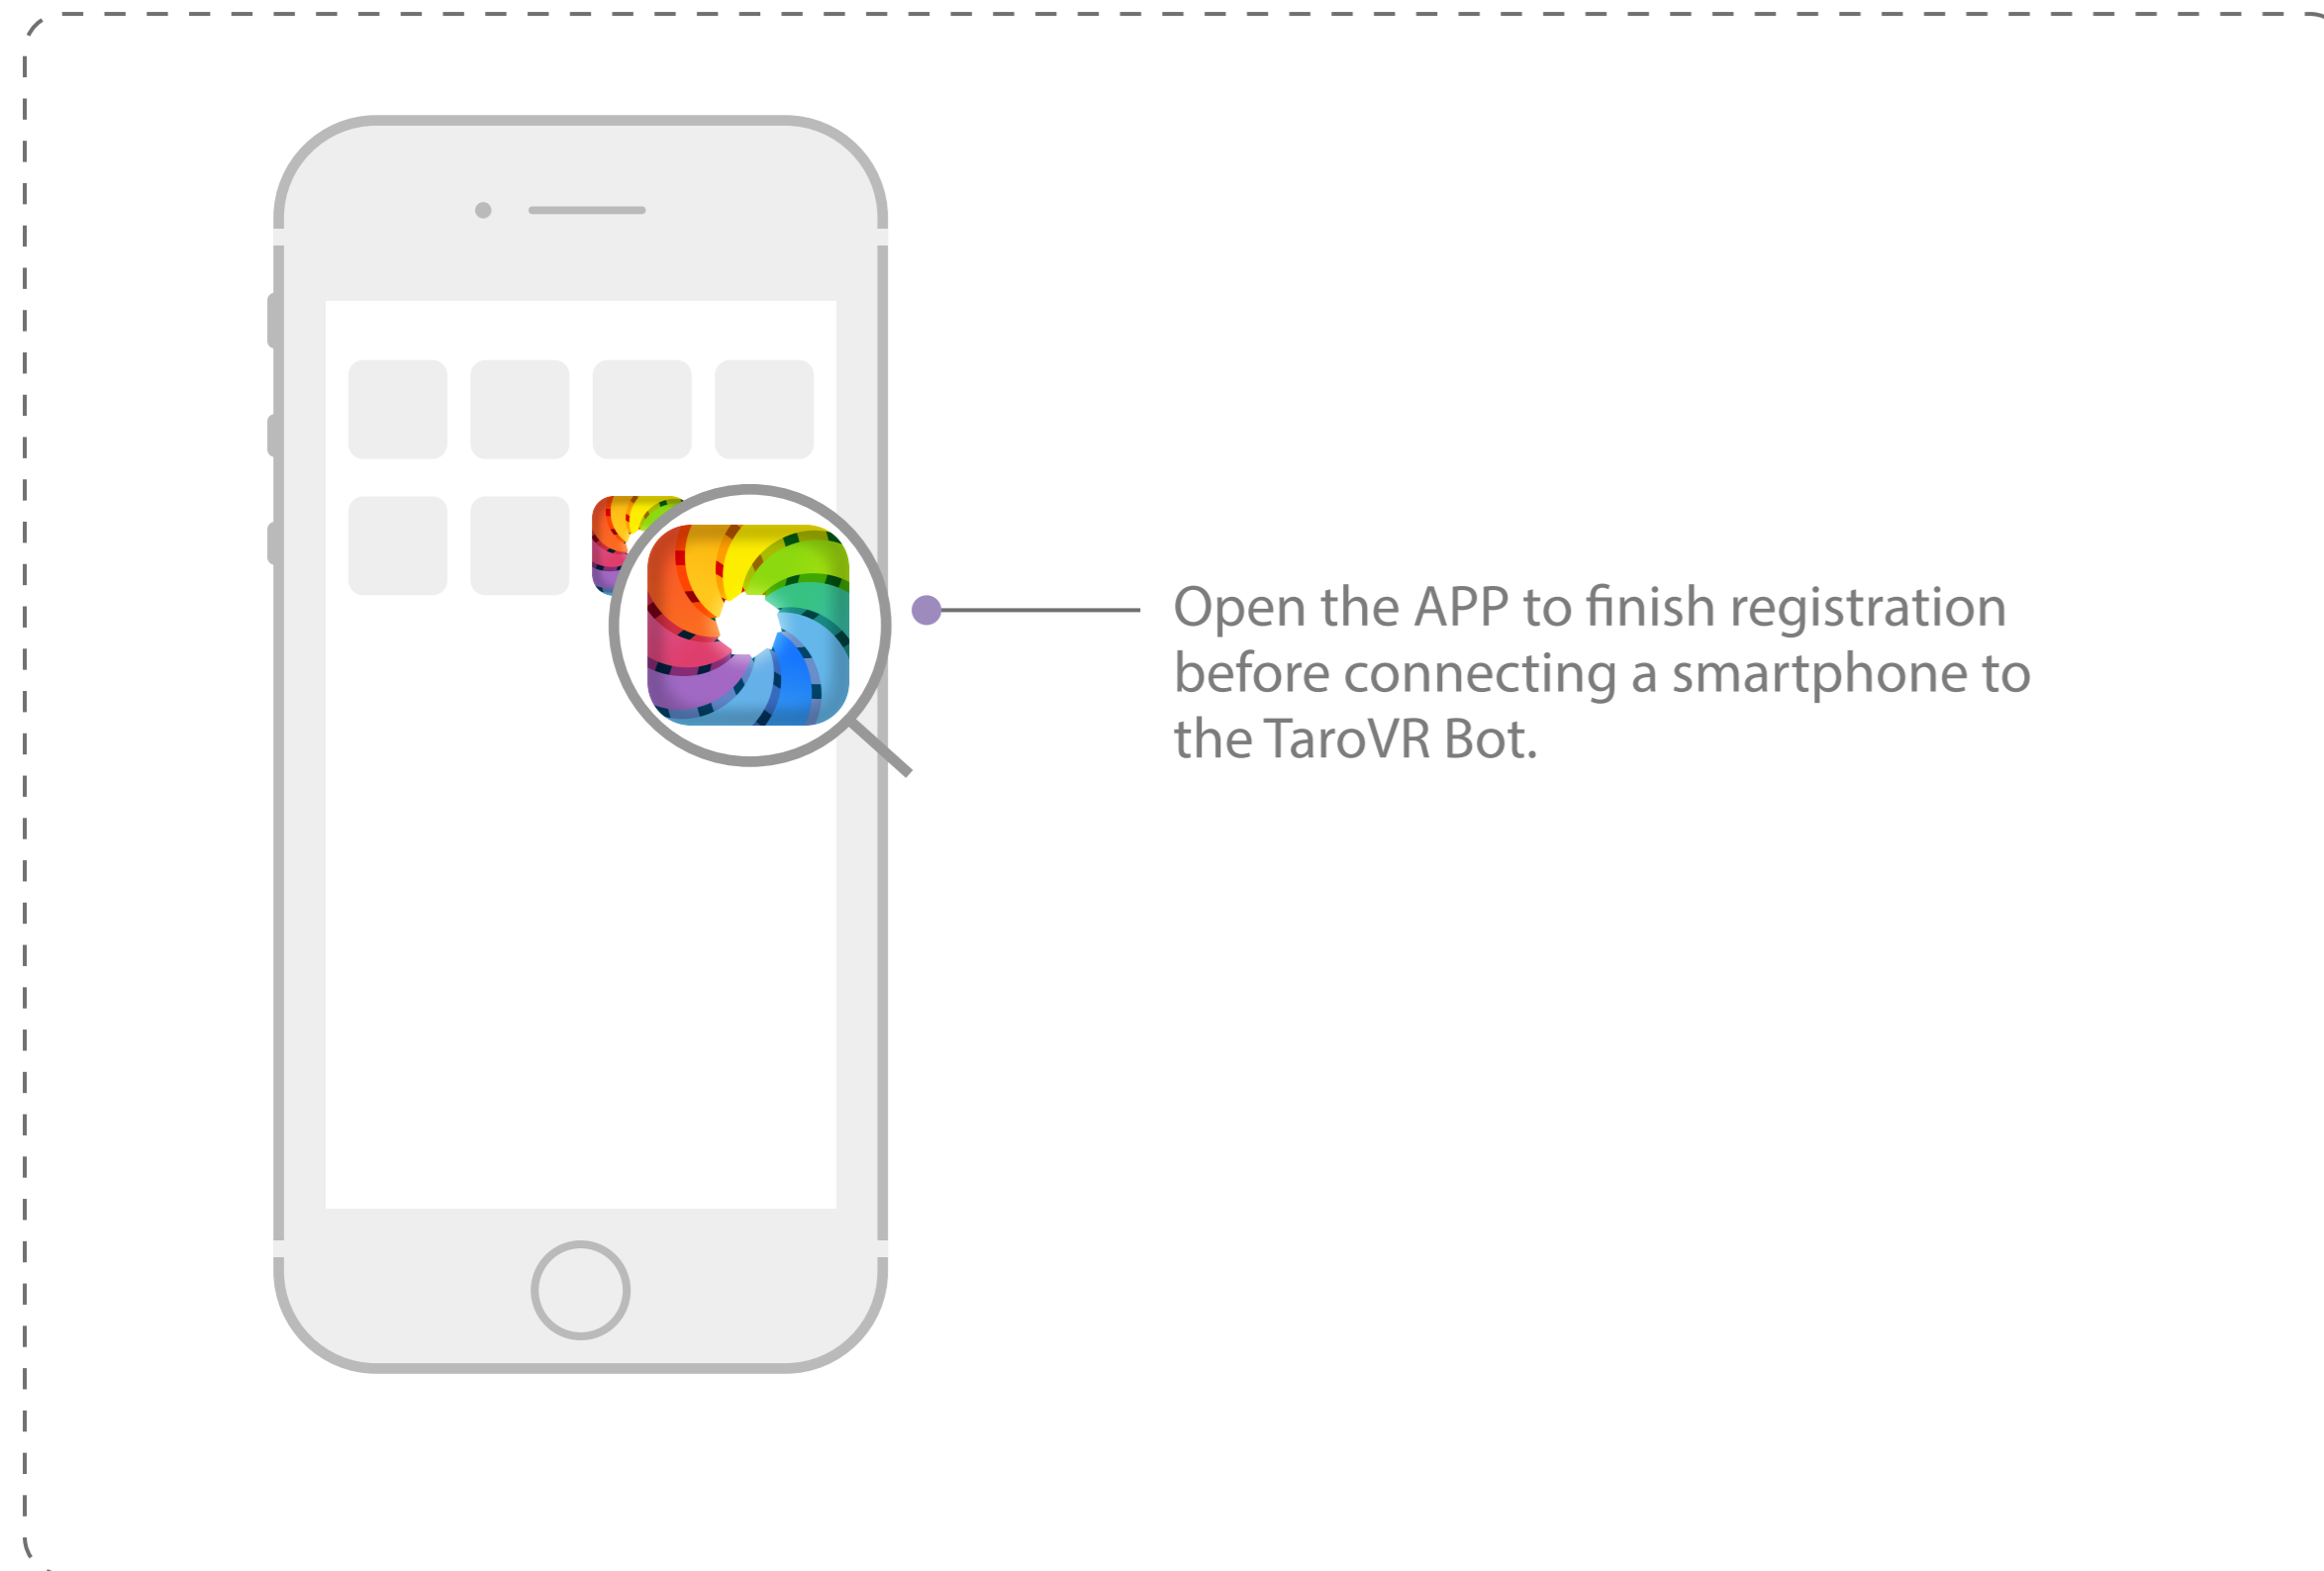 Open the APP to finish registration
before connecting a smartphone to
the TaroVR Bot.